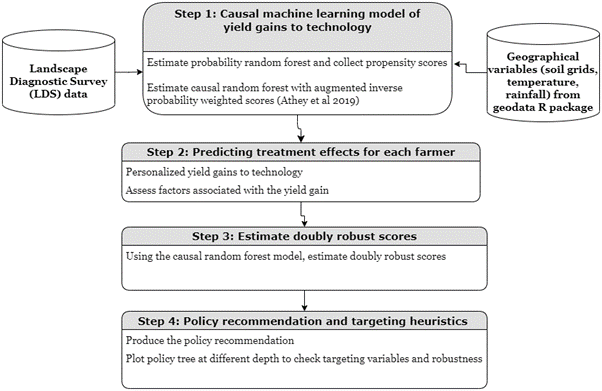 Step 1: Causal machine learning model of
yield gains to technology
Estimate probability random forest and collect propensity scores
Estimate causal random forest with augmented inverse
probability weighted scores (Athey et al 2019)
Landscape
Diagnostic Survey
(LDS) data
Geographical
variables (soil grids,
temperature,
rainfall) from
geodata R package
Step 2: Predicting treatment effects for each farmer
Personalized yield gains to technology
Assess factors associated with the yield gain
Step 3: Estimate doubly robust scores
Using the causal random forest model, estimate doubly robust scores
Step 4: Policy recommendation and targeting heuristics
Produce the policy recommendation
Plot policy tree at different depth to check targeting variables and robustness